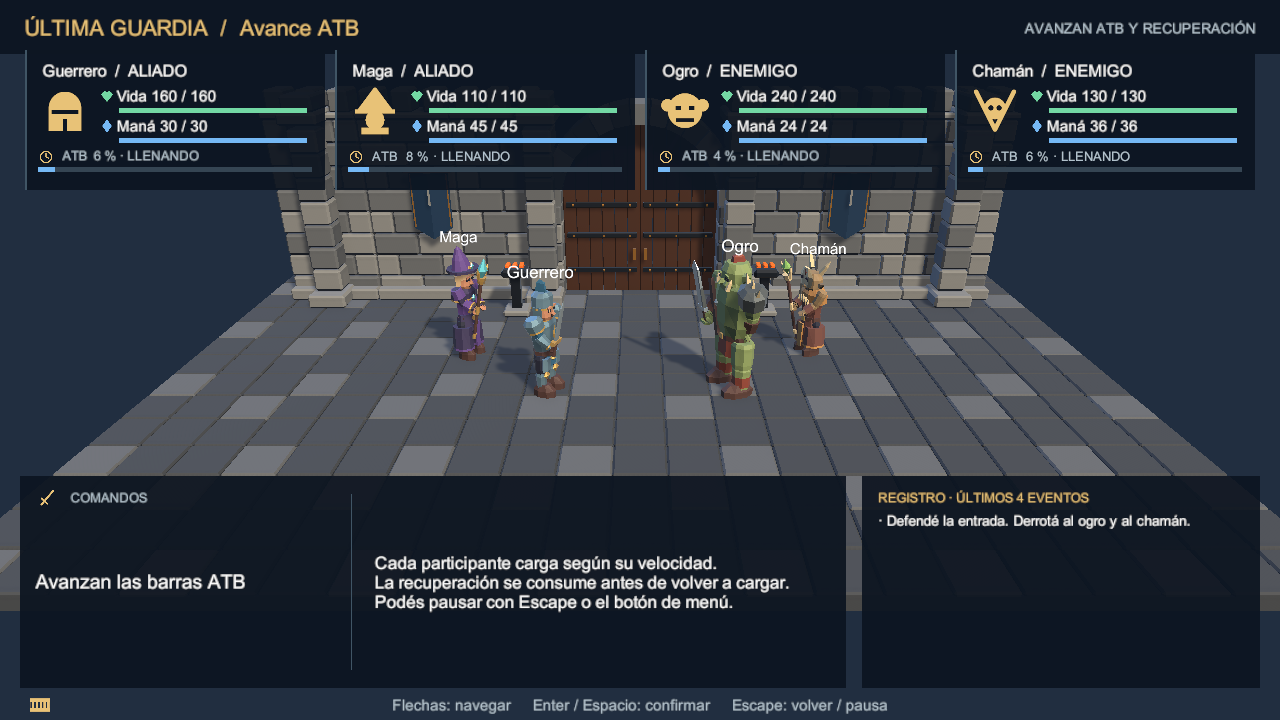 ÚLTIMA GUARDIA / Avance ATB
AVANZAN ATB Y RECUPERACIÓN
Guerrero / ALIADO
Vida 160 / 160
Maná 30 / 30
ATB 6 % · LLENANDO
Maga / ALIADO
Vida 110 / 110
Maná 45 / 45
ATB 8 % · LLENANDO
Ogro / ENEMIGO
Vida 240 / 240
Maná 24 / 24
ATB 4 % · LLENANDO
Chamán / ENEMIGO
Vida 130 / 130
Maná 36 / 36
ATB 6 % · LLENANDO
Maga
Guerrero
Ogro
Chamán
COMANDOS
Avanzan las barras ATB
Cada participante carga según su velocidad.
La recuperación se consume antes de volver a cargar.
Podés pausar con Escape o el botón de menú.
REGISTRO · ÚLTIMOS 4 EVENTOS
· Defendé la entrada. Derrotá al ogro y al chamán.
Flechas: navegar Enter / Espacio: confirmar Escape: volver / pausa